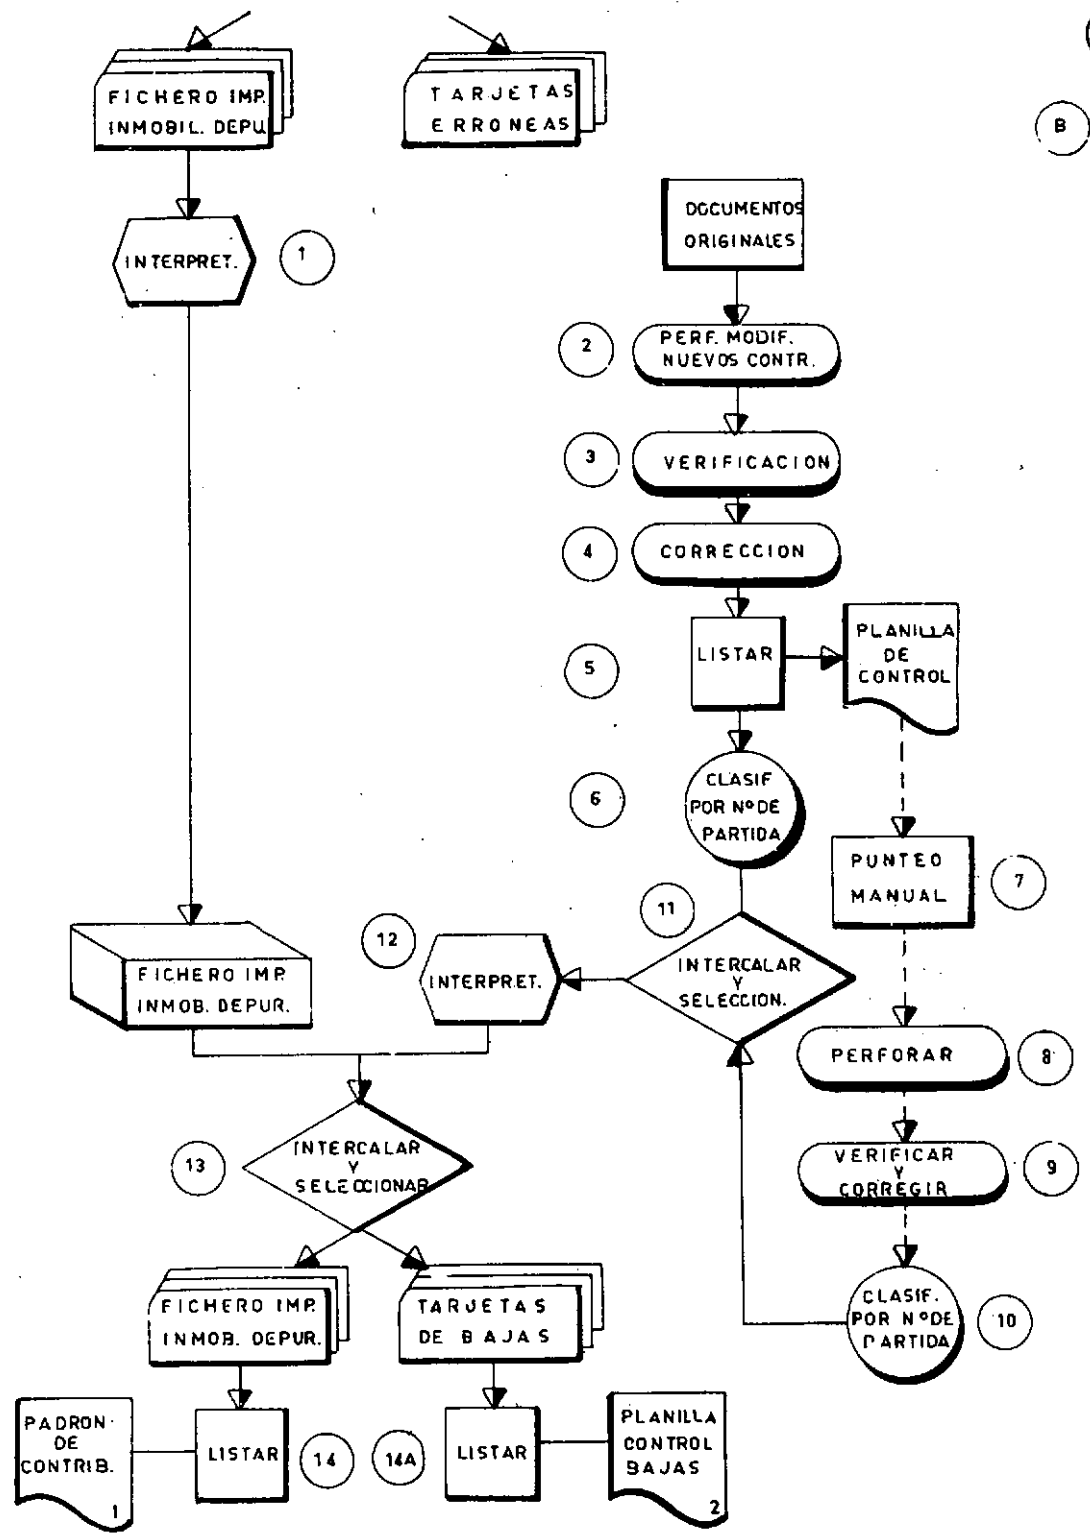 FICHERO IMP.
INMOBIL. DEPU
TARJETAS
ERRONEAS
B
INTERPRET.
1
DOCUMENTOS
ORIGINALES
2
PERF. MODIF.
NUEVOS CONTR.
3
VERIFICACION
4
CORRECCION
5
LISTAR
PLANILLA
DE
CONTROL
6
CLASIF
POR Nº DE
PARTIDA
PUNTEO
MANUAL
7
11
INTERCALAR
Y
SELECCION.
12
INTERPRET.
FICHERO IMP.
INMOB. DEPUR.
PERFORAR
8
VERIFICAR
Y
CORREGIR
9
CLASIF.
POR Nº DE
PARTIDA
10
13
INTERCALAR
Y
SELECCIONAR
FICHERO IMP.
INMOB. DEPUR.
TARJETAS
DE BAJAS
PADRON
DE
CONTRIB.
1
LISTAR
14
14A
LISTAR
PLANILLA
CONTROL
BAJAS
2